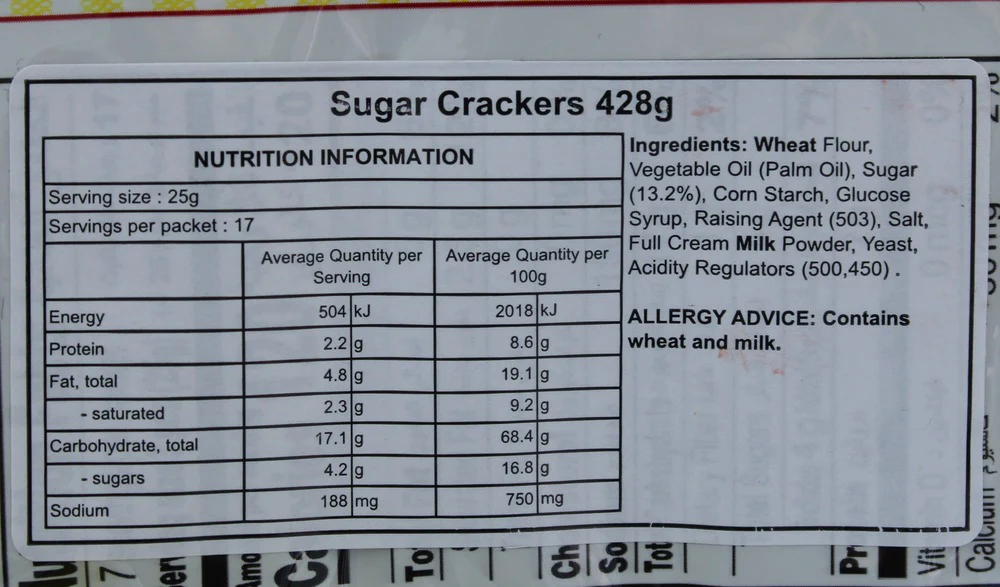 Sugar Crackers 428g
NUTRITION INFORMATION
Serving size : 25g
Servings per packet : 17
Average Quantity per Serving Average Quantity per 100g
Energy 504 kJ 2018 kJ
Protein 2.2 g 8.6 g
Fat, total 4.8 g 19.1 g
- saturated 2.3 g 9.2 g
Carbohydrate, total 17.1 g 68.4 g
- sugars 4.2 g 16.8 g
Sodium 188 mg 750 mg
Ingredients: Wheat Flour,
Vegetable Oil (Palm Oil), Sugar
(13.2%), Corn Starch, Glucose
Syrup, Raising Agent (503), Salt,
Full Cream Milk Powder, Yeast,
Acidity Regulators (500,450) .
ALLERGY ADVICE: Contains
wheat and milk.
Calcium